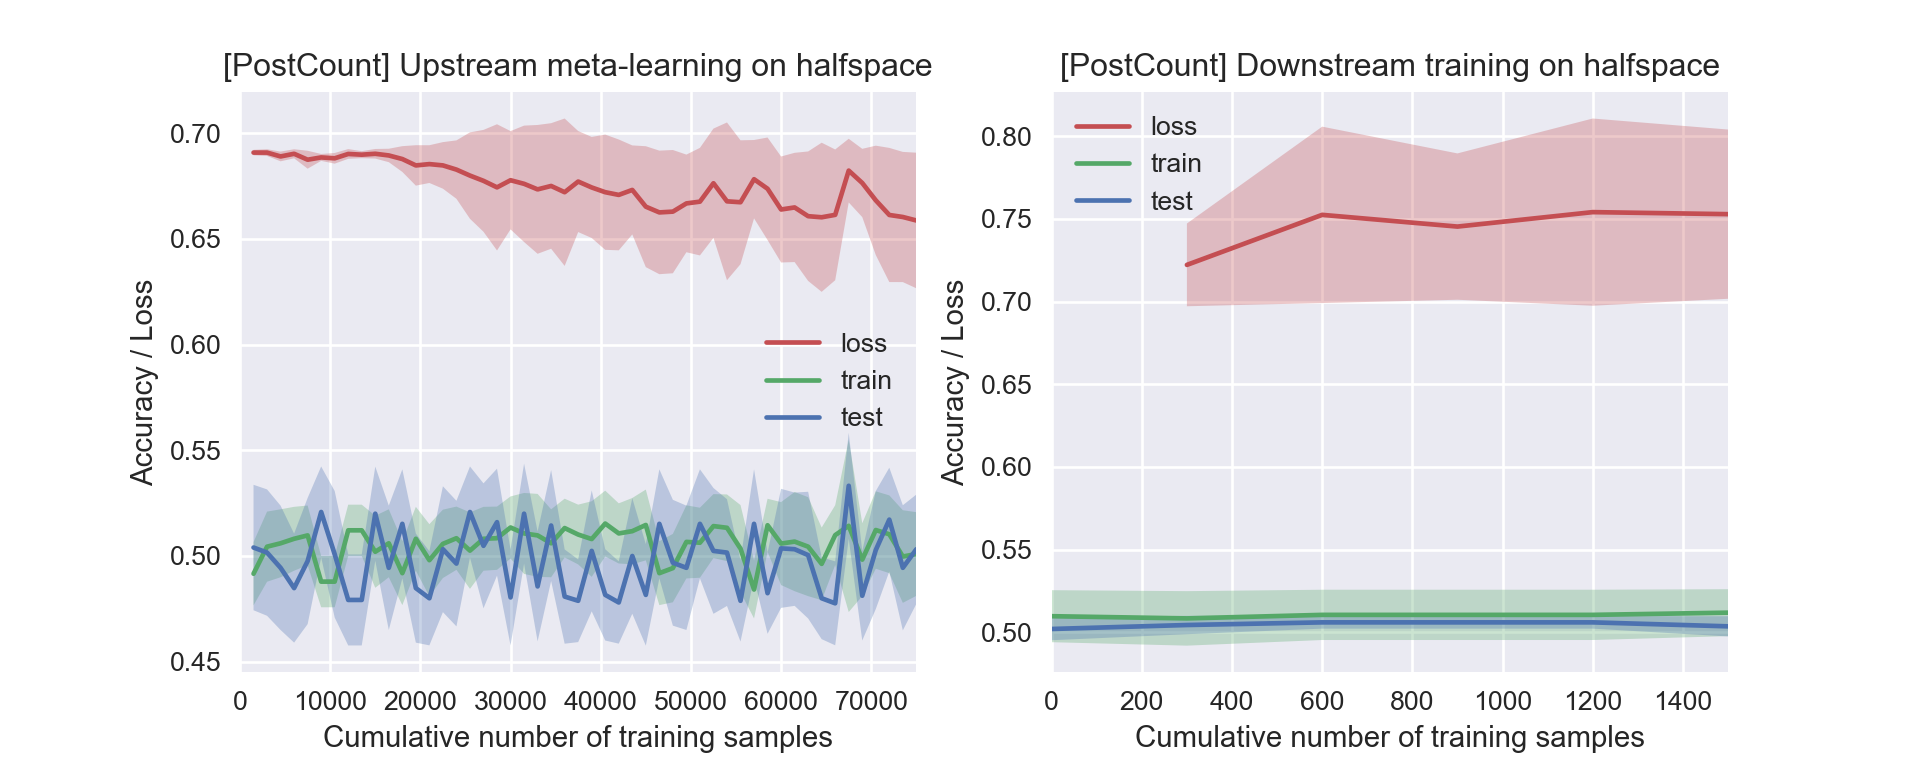 [PostCount] Upstream meta-learning on halfspace
0.70
0.65
0.60
0.55
0.50
0.45
Accuracy / Loss
loss
train
test
0 10000 20000 30000 40000 50000 60000 70000
Cumulative number of training samples
[PostCount] Downstream training on halfspace
0.80
0.75
0.70
0.65
0.60
0.55
0.50
Accuracy / Loss
loss
train
test
0 200 400 600 800 1000 1200 1400
Cumulative number of training samples